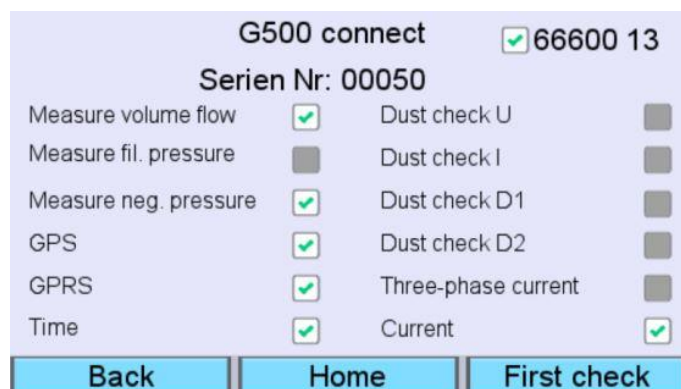 G500 connect
66600 13
Serien Nr: 00050
Measure volume flow
Dust check U
Measure fil. pressure
Dust check I
Measure neg. pressure
Dust check D1
GPS
Dust check D2
GPRS
Three-phase current
Time
Current
Back
Home
First check